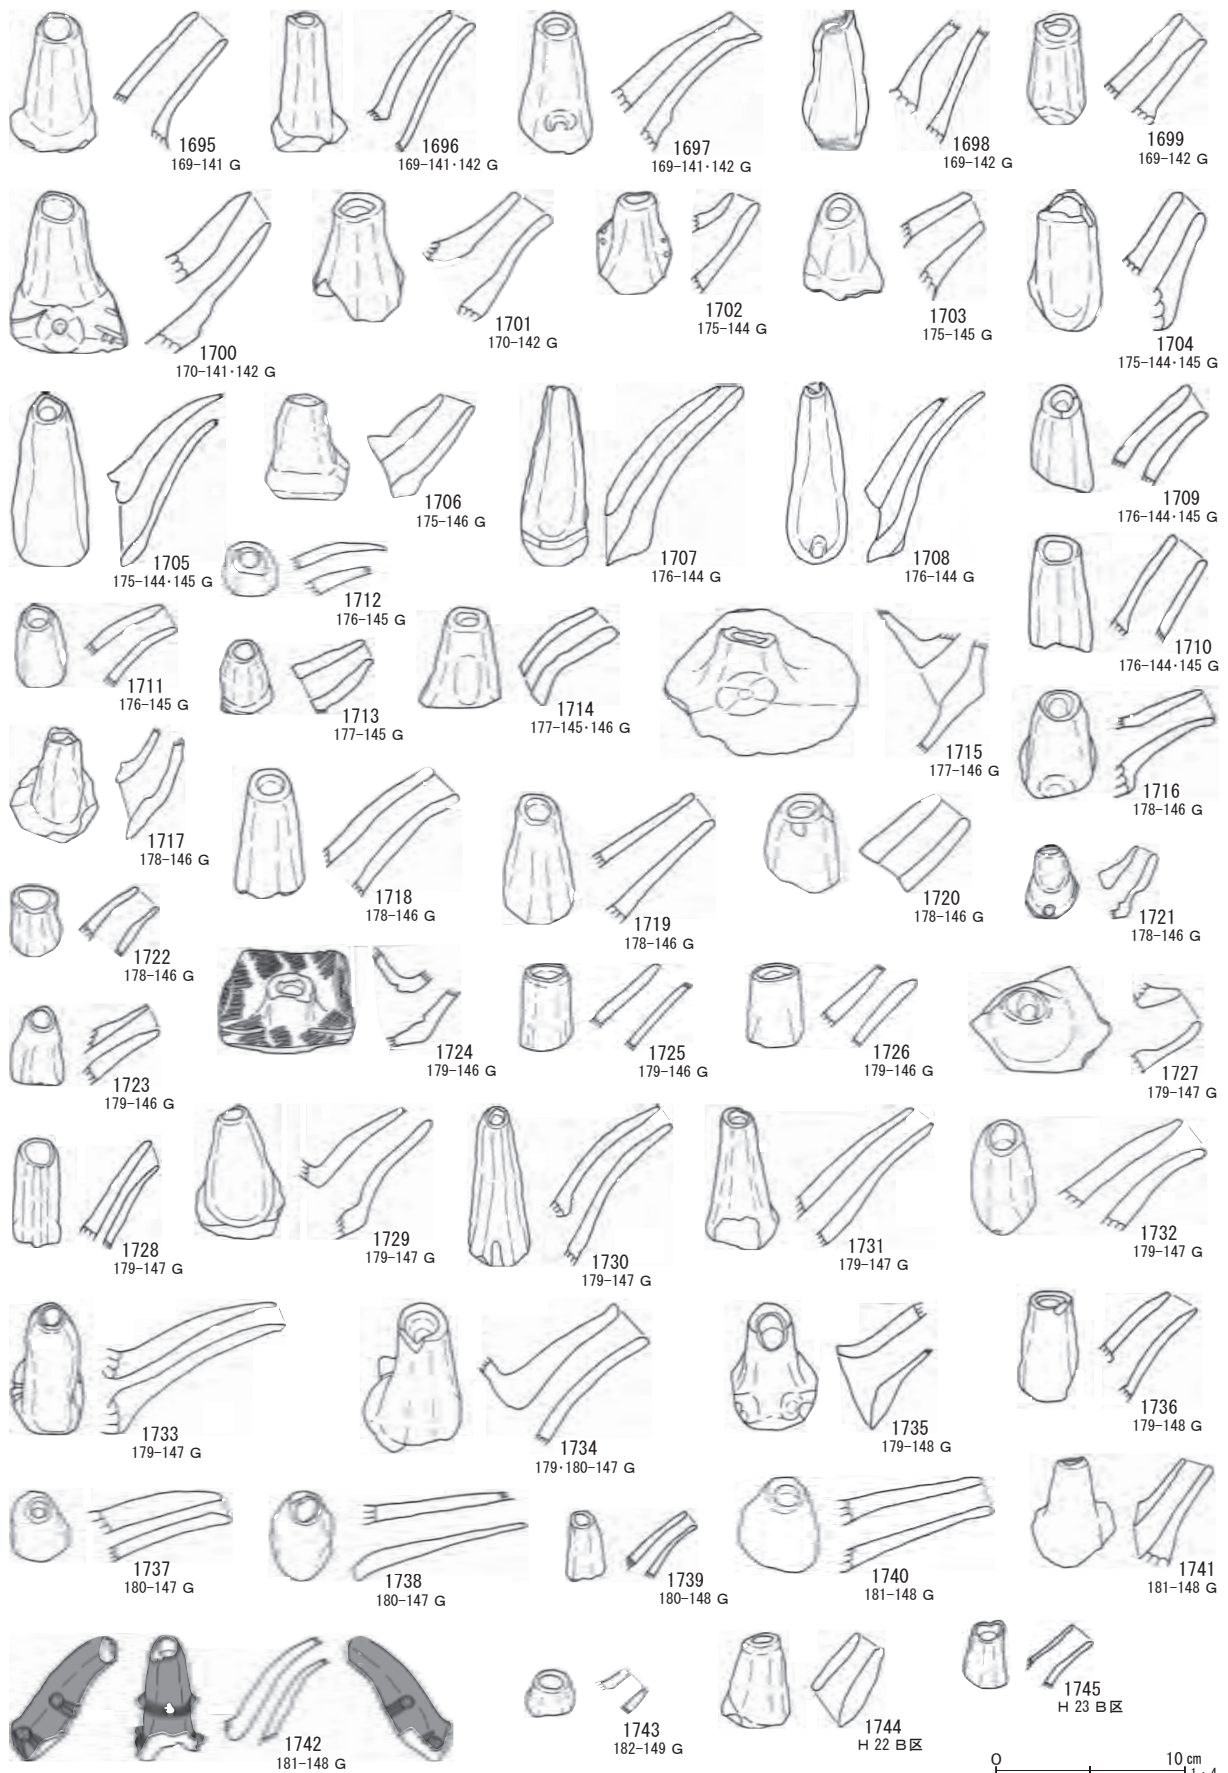 1695
169-141 G
1696
169-141・142 G
1697
169-141・142 G
1698
169-142 G
1699
169-142 G
1700
170-141・142 G
1701
170-142 G
1702
175-144 G
1703
175-145 G
1704
175-144・145 G
1705
175-144・145 G
1706
175-146 G
1707
176-144 G
1708
176-144 G
1709
176-144・145 G
1710
176-144・145 G
1711
176-145 G
1712
176-145 G
1713
177-145 G
1714
177-145・146 G
1715
177-146 G
1716
178-146 G
1717
178-146 G
1718
178-146 G
1719
178-146 G
1720
178-146 G
1721
178-146 G
1722
178-146 G
1723
179-146 G
1724
179-146 G
1725
179-146 G
1726
179-146 G
1727
179-147 G
1728
179-147 G
1729
179-147 G
1730
179-147 G
1731
179-147 G
1732
179-147 G
1733
179-147 G
1734
179・180-147 G
1735
179-148 G
1736
179-148 G
1737
180-147 G
1738
180-147 G
1739
180-148 G
1740
181-148 G
1741
181-148 G
1742
181-148 G
1743
182-149 G
1744
H 22 B区
1745
H 23 B区
0 10 cm